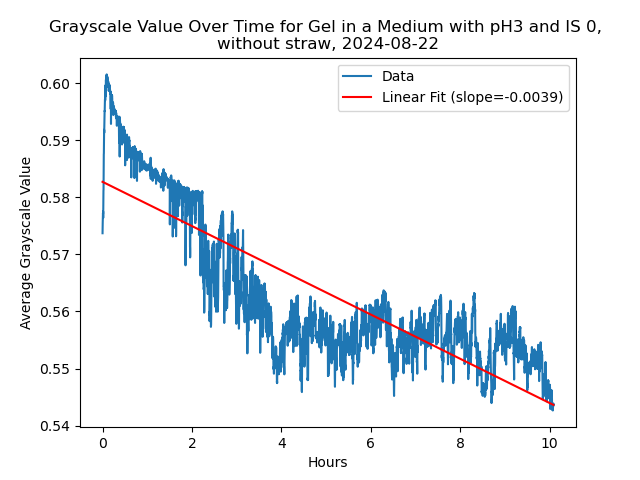 Grayscale Value Over Time for Gel in a Medium with pH3 and IS 0,
without straw, 2024-08-22
Data
Linear Fit (slope=-0.0039)
0.60
0.59
0.58
0.57
0.56
0.55
0.54
Average Grayscale Value
0
2
4
6
8
10
Hours